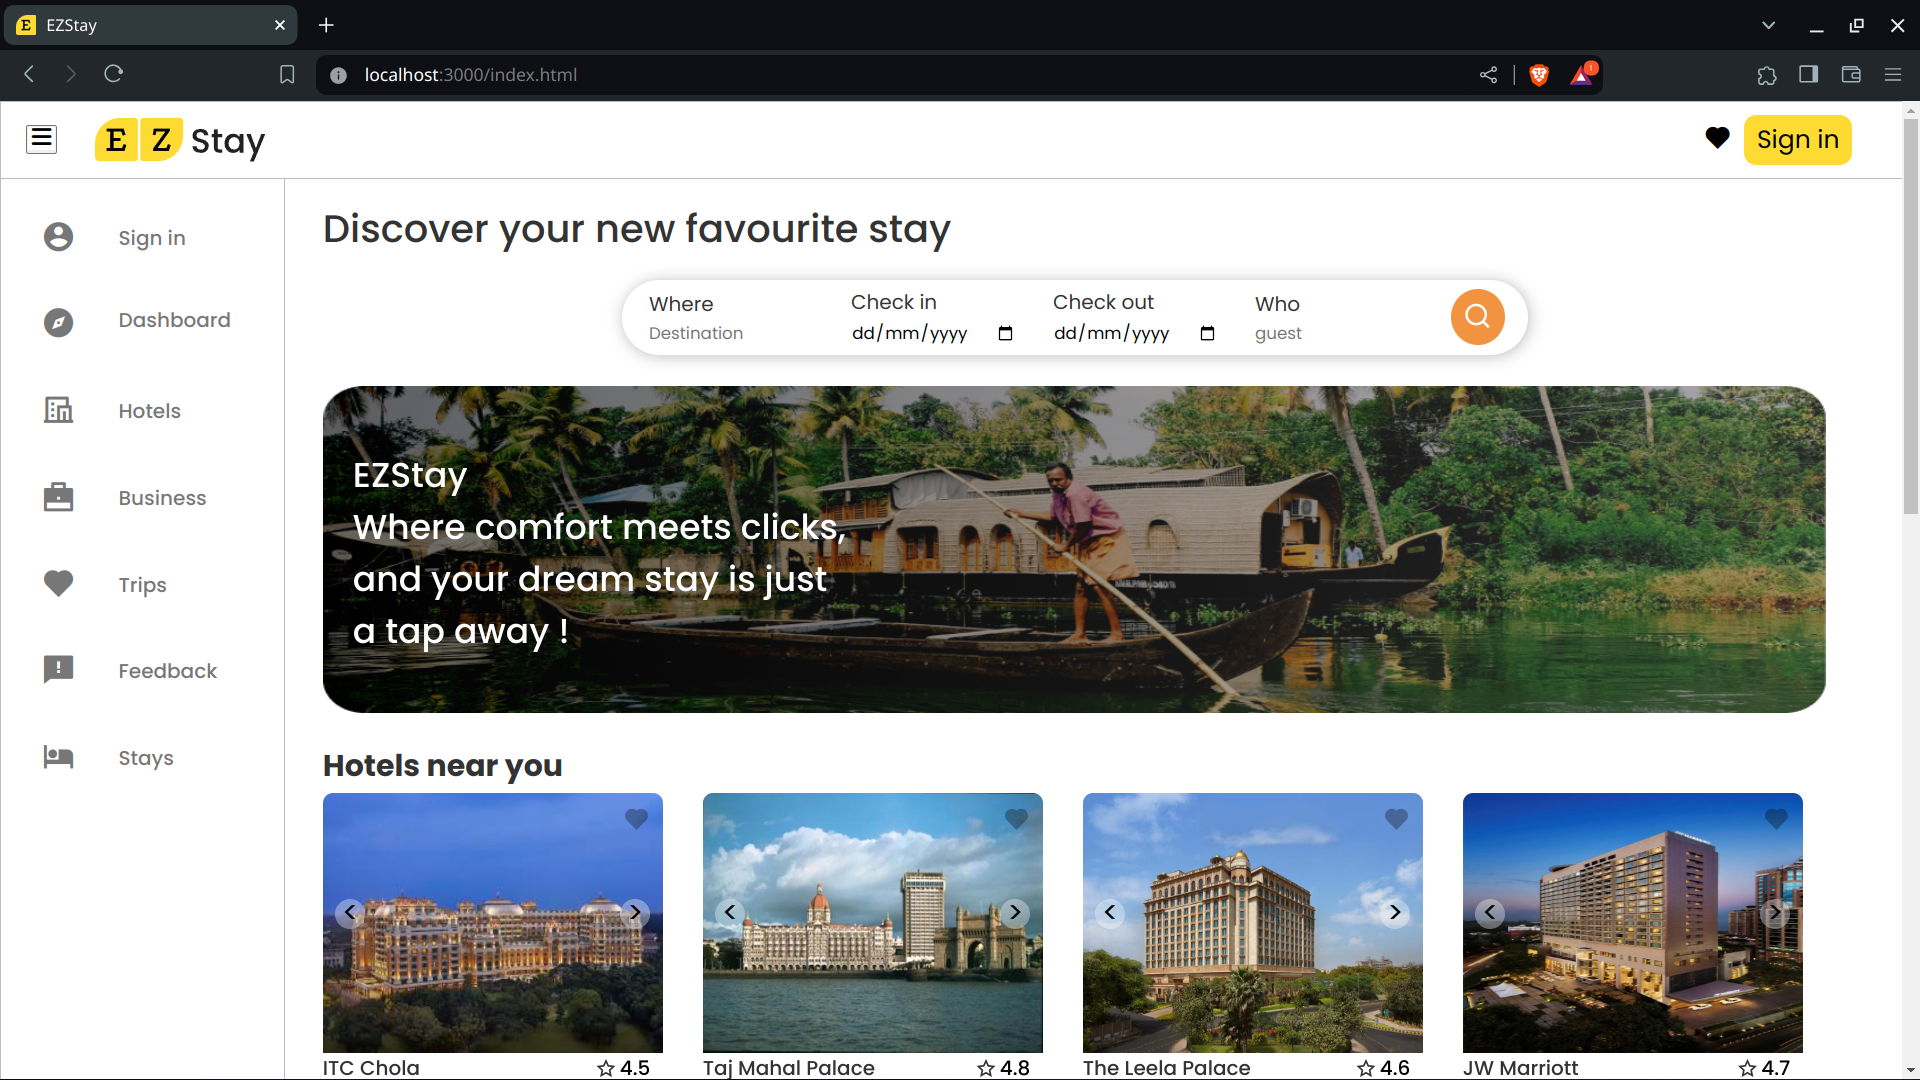 EZStay
localhost:3000/index.html
1
E Z Stay
Sign in
Sign in
Dashboard
Hotels
Business
Trips
Feedback
Stays
Discover your new favourite stay
Where
Destination
Check in
dd/mm/yyyy
Check out
dd/mm/yyyy
Who
guest
EZStay
Where comfort meets clicks,
and your dream stay is just
a tap away !
Hotels near you
ITC Chola 4.5
Taj Mahal Palace 4.8
The Leela Palace 4.6
JW Marriott 4.7